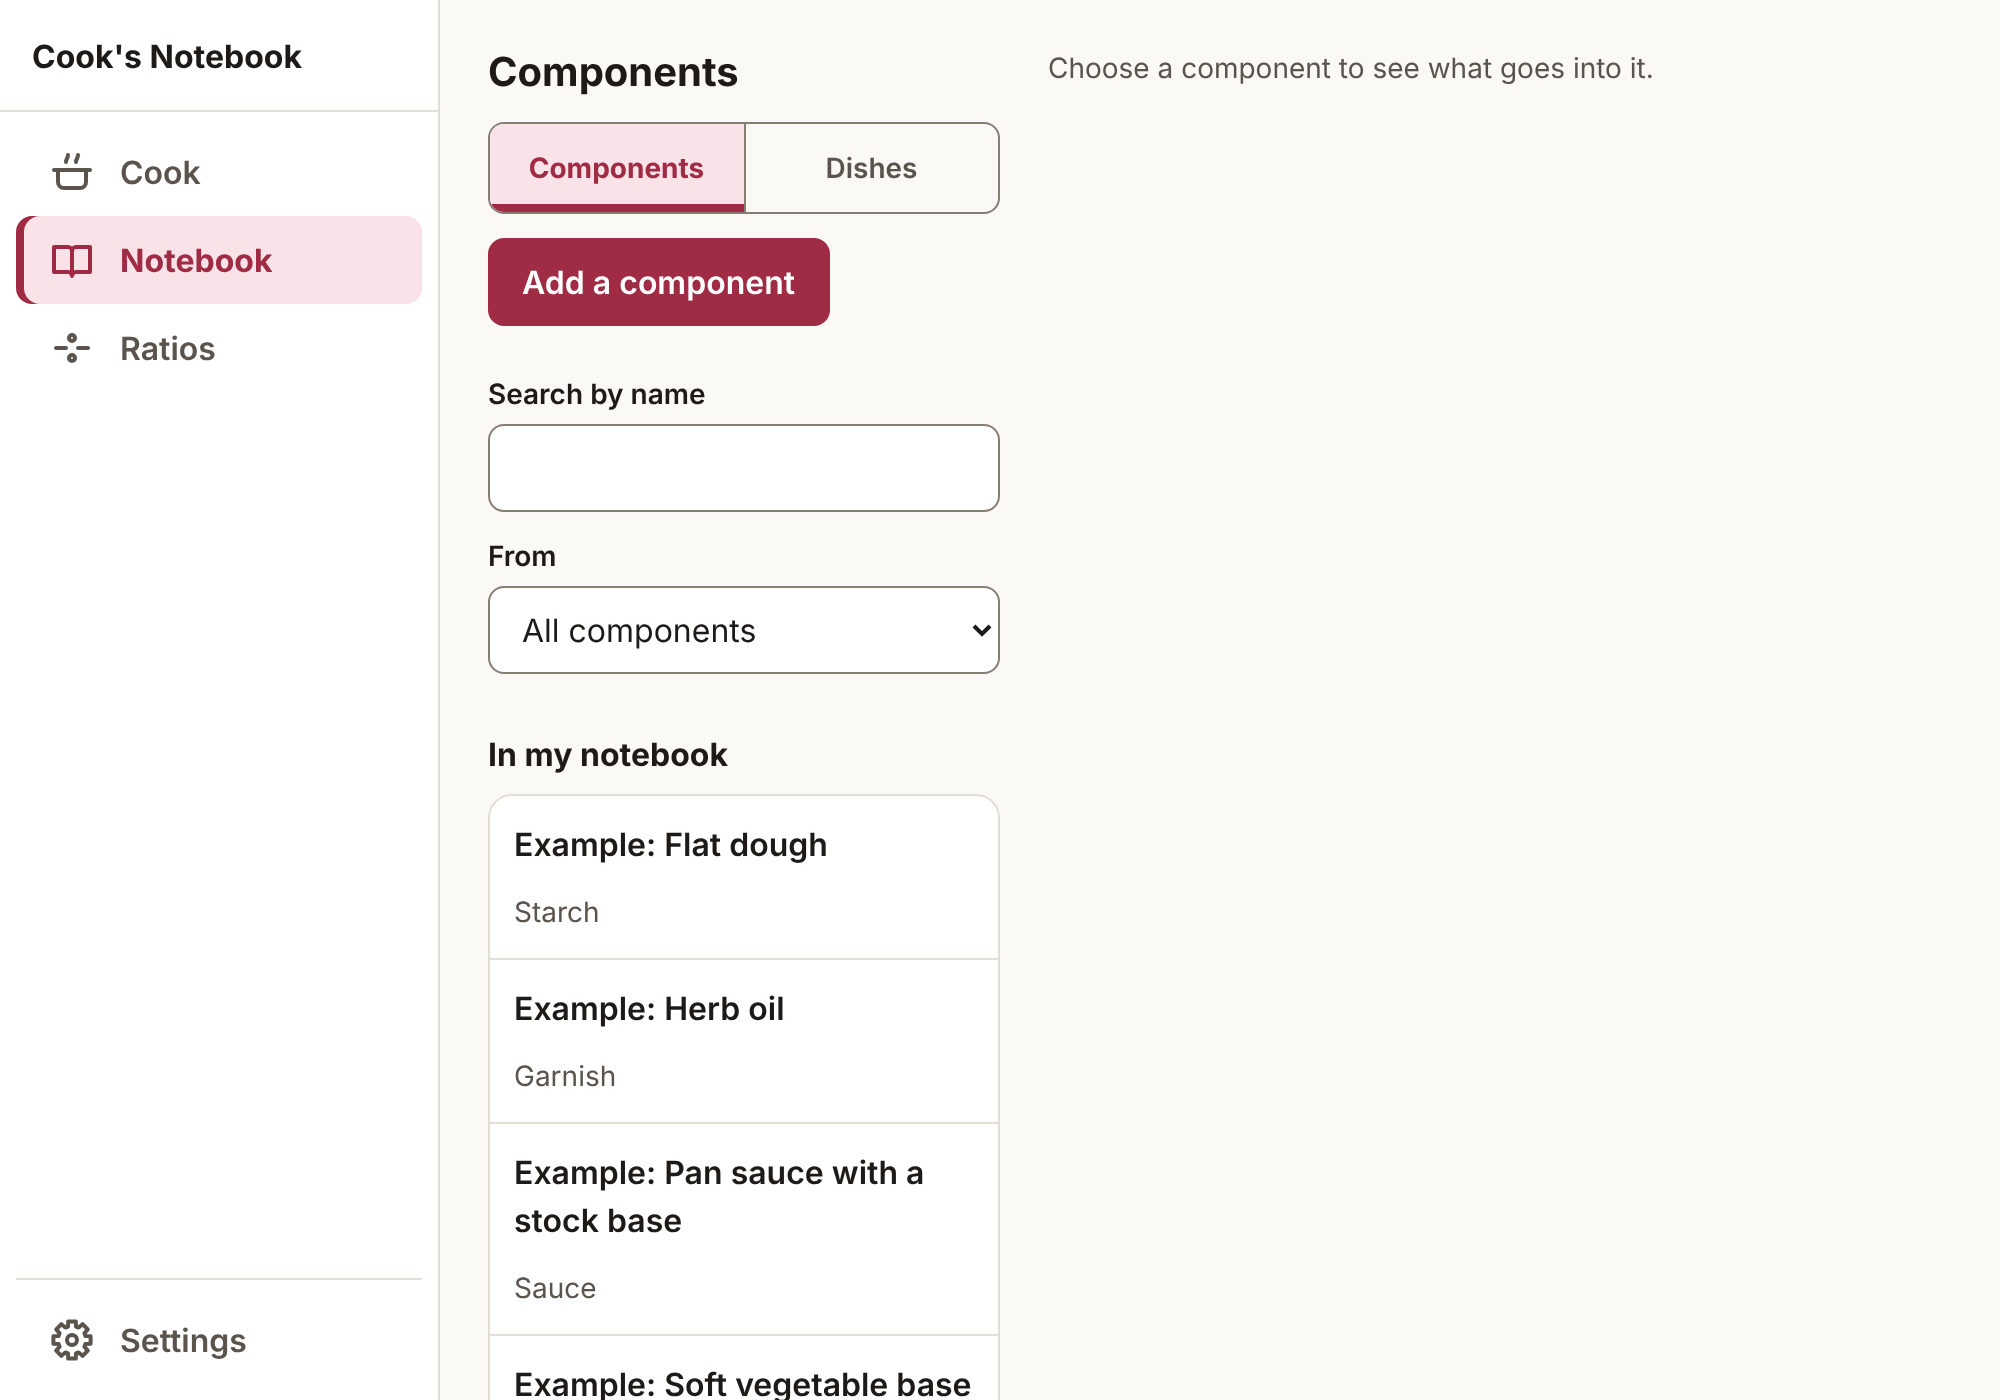 Cook's Notebook
Cook
Notebook
Ratios
Settings
Components
Components
Dishes
Add a component
Search by name
From
All components
In my notebook
Example: Flat dough
Starch
Example: Herb oil
Garnish
Example: Pan sauce with a
stock base
Sauce
Example: Soft vegetable base
Choose a component to see what goes into it.